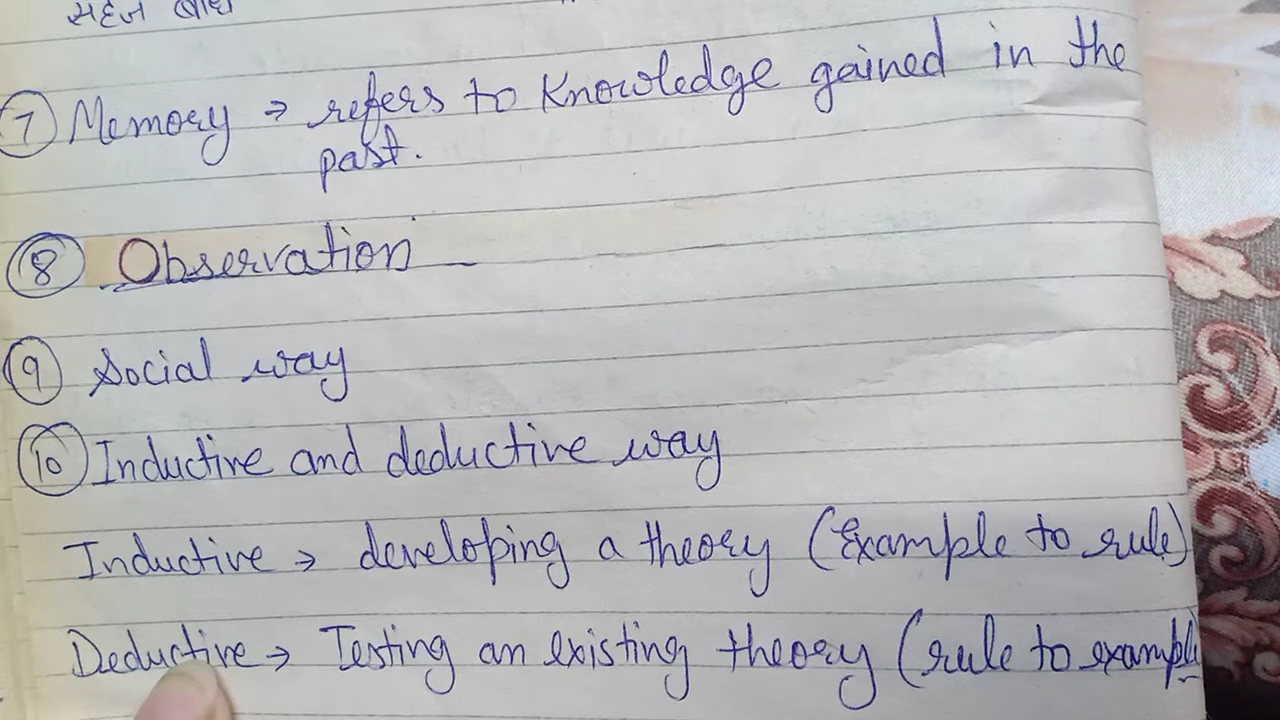 सहज बोध
7 Memory → refers to Knowledge gained in the
past.
8 Observation —
9 Social way
10 Inductive and deductive way
Inductive → developing a theory (Example to rule)
Deductive → Testing an existing theory (rule to example